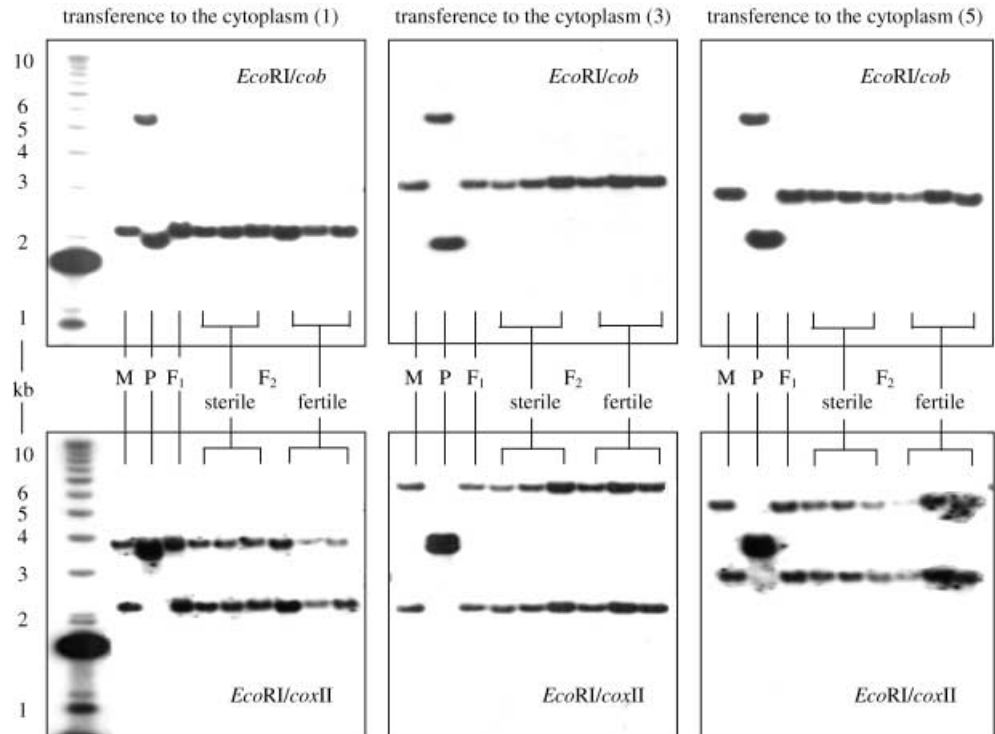 transference to the cytoplasm (1)
transference to the cytoplasm (3)
transference to the cytoplasm (5)
10
6
5
4
3
2
1
EcoRI/cob
EcoRI/cob
EcoRI/cob
kb
M P F₁ F₂
sterile fertile
M P F₁ F₂
sterile fertile
M P F₁ F₂
sterile fertile
10
6
5
4
3
2
1
EcoRI/coxII
EcoRI/coxII
EcoRI/coxII